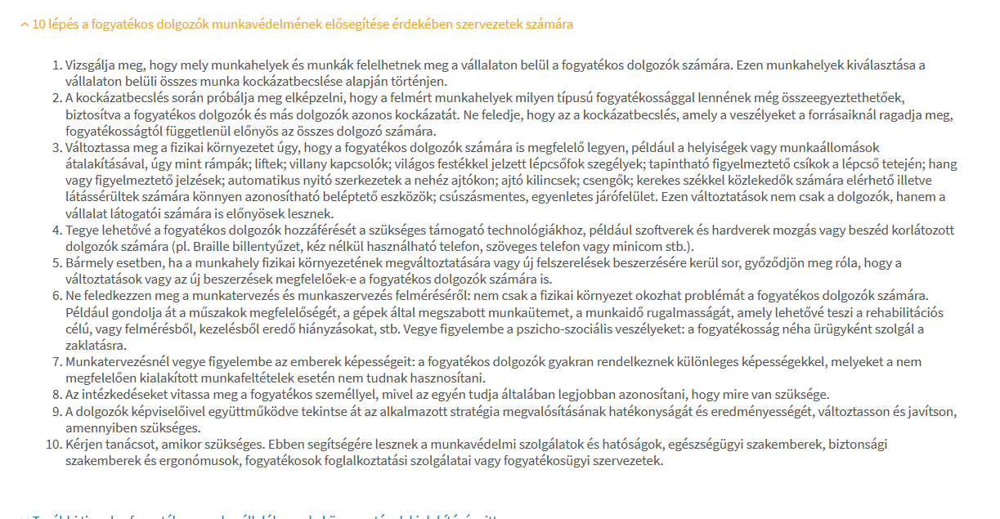 10 lépés a fogyatékos dolgozók munkavédelmének elősegítése érdekében szervezetek számára
1. Vizsgálja meg, hogy mely munkahelyek és munkák felelhetnek meg a vállalaton belül a fogyatékos dolgozók számára. Ezen munkahelyek kiválasztása a
vállalaton belüli összes munka kockázatbecslése alapján történjen.
2. A kockázatbecslés során próbálja meg elképzelni, hogy a felmért munkahelyek milyen típusú fogyatékossággal lennének még összeegyeztethetőek,
biztosítva a fogyatékos dolgozók és más dolgozók azonos kockázatát. Ne feledje, hogy az a kockázatbecslés, amely a veszélyeket a forrásaiknál ragadja meg,
fogyatékosságtól függetlenül előnyös az összes dolgozó számára.
3. Változtassa meg a fizikai környezetet úgy, hogy a fogyatékos dolgozók számára is megfelelő legyen, például a helyiségek vagy munkaállomások
átalakításával, úgy mint rámpák; liftek; villany kapcsolók; világos festékkel jelzett lépcsőfok szegélyek; tapintható figyelmeztető csíkok a lépcső tetején; hang
vagy figyelmeztető jelzések; automatikus nyitó szerkezetek a nehéz ajtókon; ajtó kilincsek; csengők; kerekes székkel közlekedők számára elérhető illetve
látássérültek számára könnyen azonosítható beléptető eszközök; csúszásmentes, egyenletes járófelület. Ezen változtatások nem csak a dolgozók, hanem a
vállalat látogatói számára is előnyösek lesznek.
4. Tegye lehetővé a fogyatékos dolgozók hozzáférését a szükséges támogató technológiákhoz, például szoftverek és hardverek mozgás vagy beszéd korlátozott
dolgozók számára (pl. Braille billentyűzet, kéz nélkül használható telefon, szöveges telefon vagy minicom stb.).
5. Bármely esetben, ha a munkahely fizikai környezetének megváltoztatására vagy új felszerelések beszerzésére kerül sor, győződjön meg róla, hogy a
változtatások vagy az új beszerzések megfelelőek-e a fogyatékos dolgozók számára is.
6. Ne feledkezzen meg a munkatervezés és munkaszervezés felméréséről: nem csak a fizikai környezet okozhat problémát a fogyatékos dolgozók számára.
Például gondolja át a műszakok megfelelőségét, a gépek által megszabott munkaütemet, a munkaidő rugalmasságát, amely lehetővé teszi a rehabilitációs
célú, vagy felmérésből, kezelésből eredő hiányzásokat, stb. Vegye figyelembe a pszicho-szociális veszélyeket: a fogyatékosság néha ürügyként szolgál a
zaklatásra.
7. Munkatervezésnél vegye figyelembe az emberek képességeit: a fogyatékos dolgozók gyakran rendelkeznek különleges képességekkel, melyeket a nem
megfelelően kialakított munkafeltételek esetén nem tudnak hasznosítani.
8. Az intézkedéseket vitassa meg a fogyatékos személlyel, mivel az egyén tudja általában legjobban azonosítani, hogy mire van szüksége.
9. A dolgozók képviselőivel együttműködve tekintse át az alkalmazott stratégia megvalósításának hatékonyságát és eredményességét, változtasson és javítson,
amennyiben szükséges.
10. Kérjen tanácsot, amikor szükséges. Ebben segítségére lesznek a munkavédelmi szolgálatok és hatóságok, egészségügyi szakemberek, biztonsági
szakemberek és ergonómusok, fogyatékosok foglalkoztatási szolgálatai vagy fogyatékosügyi szervezetek.